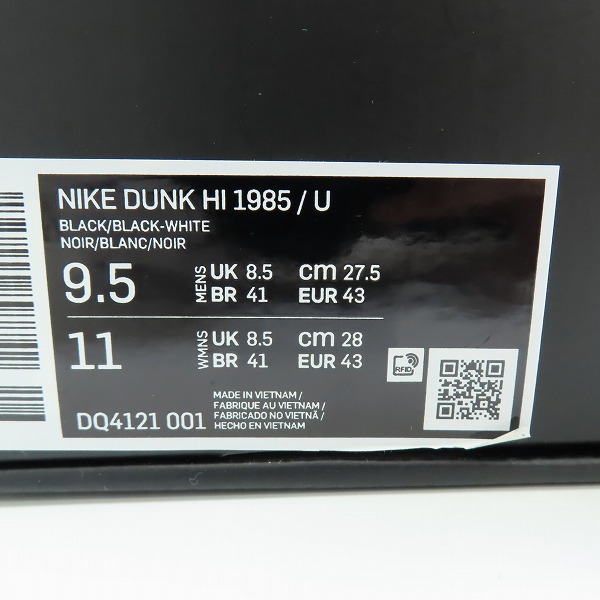 NIKE DUNK HI 1985 / U
BLACK/BLACK-WHITE
NOIR/BLANC/NOIR
9.5 MENS UK 8.5 cm 27.5
BR 41 EUR 43
11 WMNS UK 8.5 cm 28
BR 41 EUR 43
RFID
DQ4121 001
MADE IN VIETNAM /
FABRIQUE AU VIETNAM /
FABRICADO NO VIETNÃ /
HECHO EN VIETNAM